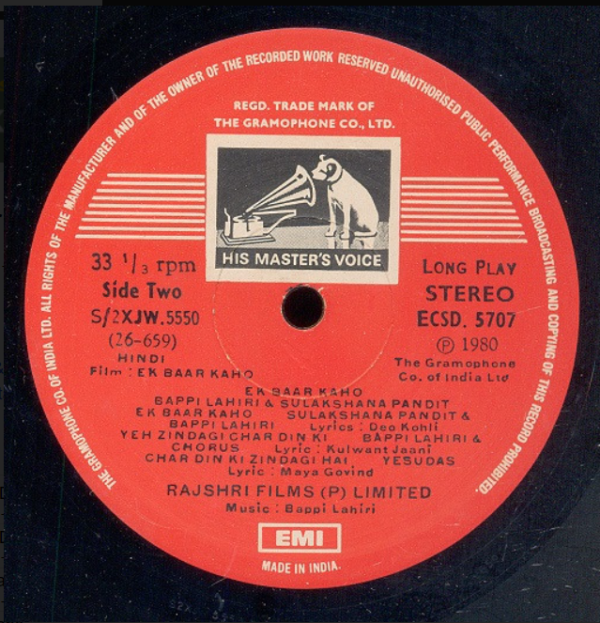 THE GRAMOPHONE CO. OF INDIA LTD. ALL RIGHTS OF THE MANUFACTURER AND OF THE OWNER OF THE RECORDED WORK RESERVED UNAUTHORISED PUBLIC PERFORMANCE BROADCASTING AND COPYING OF THIS RECORD PROHIBITED.
REGD. TRADE MARK OF
THE GRAMOPHONE CO., LTD.
HIS MASTER'S VOICE
33 1/3 rpm
Side Two
S/2XJW.5550
(26-659)
HINDI
Film : EK BAAR KAHO
LONG PLAY
STEREO
ECSD. 5707
℗ 1980
The Gramophone
Co. of India Ltd
EK BAAR KAHO
BAPPI LAHIRI & SULAKSHANA PANDIT
EK BAAR KAHO SULAKSHANA PANDIT &
BAPPI LAHIRI Lyrics : Deo Kohli
YEH ZINDAGI CHAR DIN KI BAPPI LAHIRI &
CHORUS Lyric : Kulwant Jaani
CHAR DIN KI ZINDAGI HAI YESUDAS
Lyric : Maya Govind
RAJSHRI FILMS (P) LIMITED
Music : Bappi Lahiri
EMI
MADE IN INDIA.